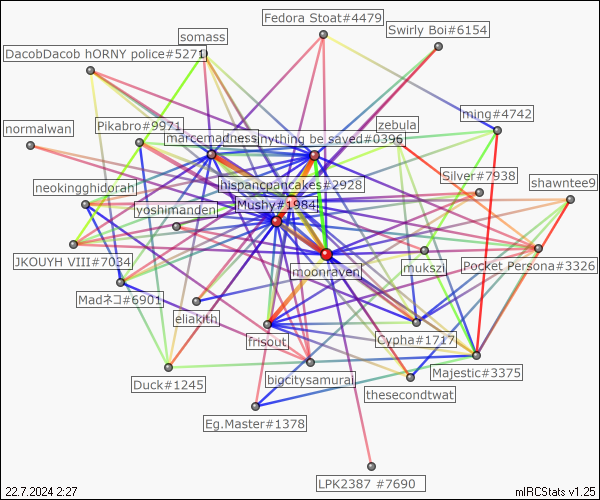 Fedora Stoat#4479
Swirly Boi#6154
somass
DacobDacob hORNY police#5271
ming#4742
zebula
Pikabro#9971
normalwan
marcemadness
nything be saved#0396
Silver#7938
shawntee9
hispancpancakes#2928
neokingghidorah
Mushy#1984
yoshimanden
JKOUYH VIII#7034
moonraven
mukszi
Pocket Persona#3326
Madネコ#6901
eliakith
frisout
Cypha#1717
Majestic#3375
Duck#1245
bigcitysamurai
thesecondtwat
Eg.Master#1378
LPK2387 #7690
22.7.2024 2:27
mIRCStats v1.25